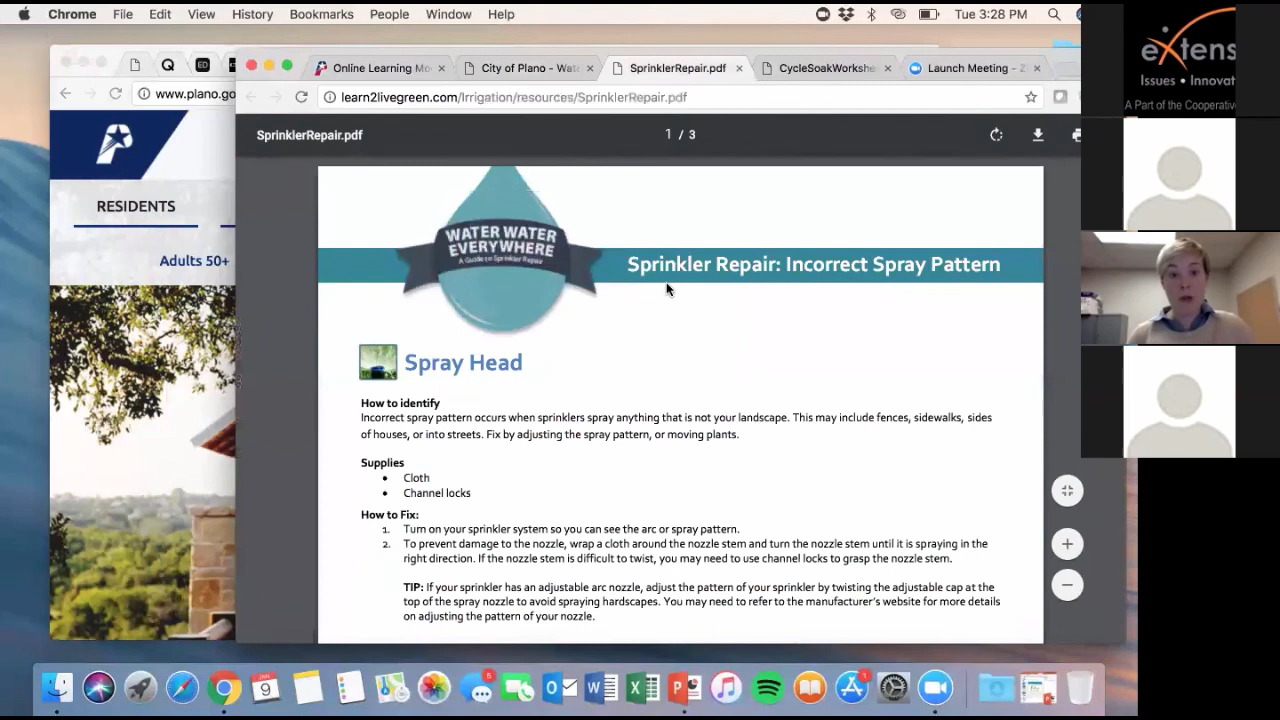 Chrome File Edit View History Bookmarks People Window Help Tue 3:28 PM
eXtens
Issues • Innovat
A Part of the Cooperativ
Q ED
Online Learning Mo
City of Plano - Wate
SprinklerRepair.pdf
CycleSoakWorkshe
Launch Meeting - Z
www.plano.go
learn2livegreen.com/Irrigation/resources/SprinklerRepair.pdf
SprinklerRepair.pdf
1 / 3
RESIDENTS
Adults 50+
WATER WATER
EVERYWHERE
A Guide to Sprinkler Repair
Sprinkler Repair: Incorrect Spray Pattern
Spray Head
How to identify
Incorrect spray pattern occurs when sprinklers spray anything that is not your landscape. This may include fences, sidewalks, sides
of houses, or into streets. Fix by adjusting the spray pattern, or moving plants.
Supplies
• Cloth
• Channel locks
How to Fix:
1. Turn on your sprinkler system so you can see the arc or spray pattern.
2. To prevent damage to the nozzle, wrap a cloth around the nozzle stem and turn the nozzle stem until it is spraying in the
right direction. If the nozzle stem is difficult to twist, you may need to use channel locks to grasp the nozzle stem.
TIP: If your sprinkler has an adjustable arc nozzle, adjust the pattern of your sprinkler by twisting the adjustable cap at the
top of the spray nozzle to avoid spraying hardscapes. You may need to refer to the manufacturer's website for more details
on adjusting the pattern of your nozzle.
JAN
9
5
1